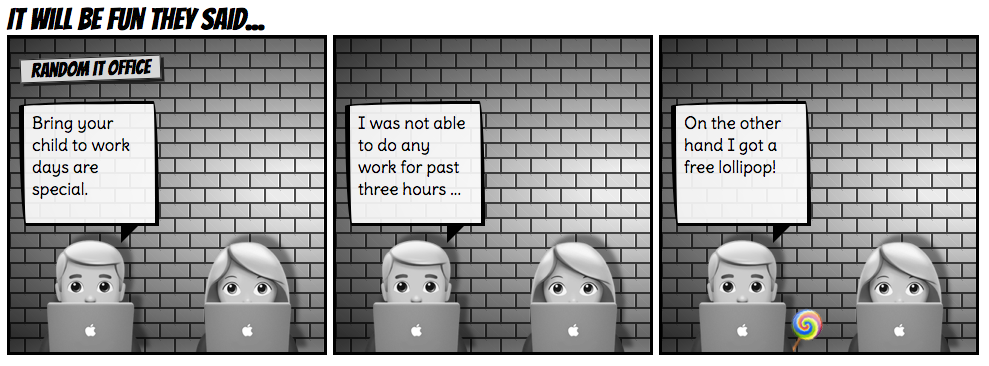 IT WILL BE FUN THEY SAID...
RANDOM IT OFFICE
Bring your
child to work
days are
special.
I was not able
to do any
work for past
three hours ...
On the other
hand I got a
free lollipop!